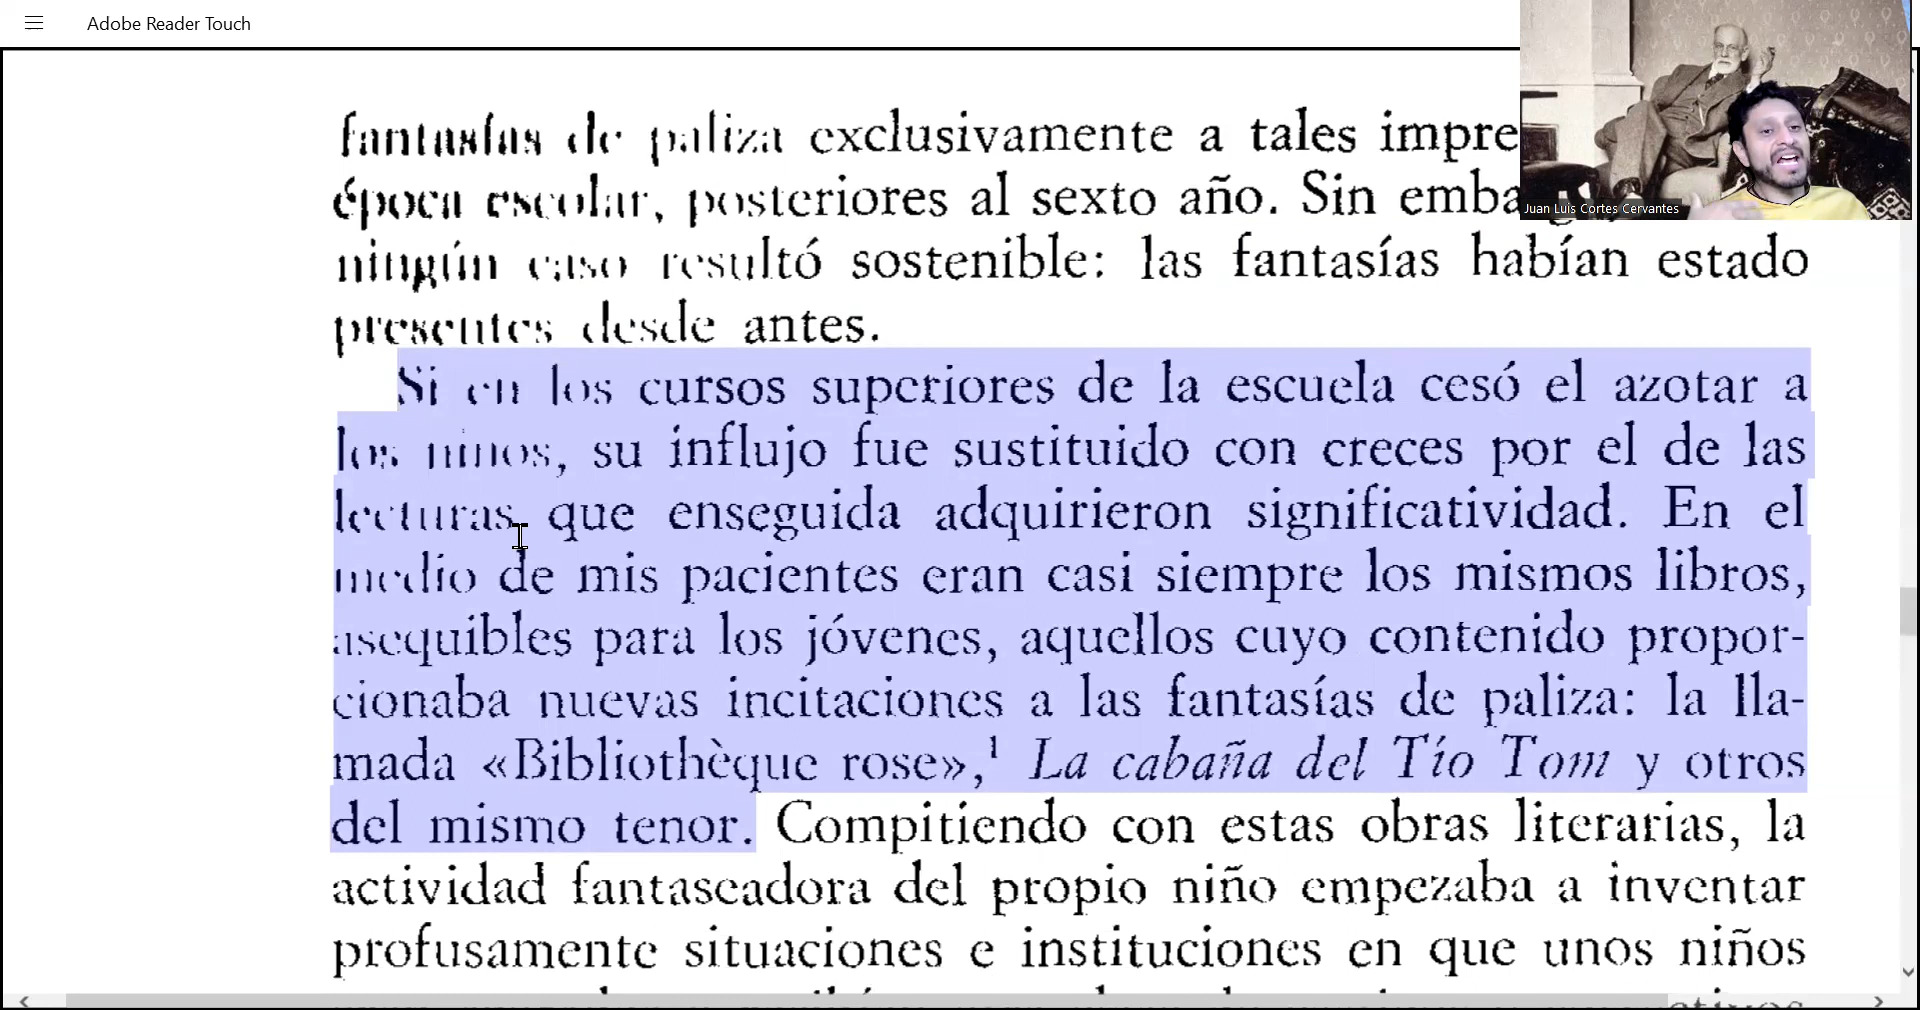 Adobe Reader Touch
Juan Luis Cortes Cervantes
fantasías de paliza exclusivamente a tales impre
época escolar, posteriores al sexto año. Sin emba
ningún caso resultó sostenible: las fantasías habían estado
presentes desde antes.
Si en los cursos superiores de la escuela cesó el azotar a
los niños, su influjo fue sustituido con creces por el de las
lecturas, que enseguida adquirieron significatividad. En el
medio de mis pacientes eran casi siempre los mismos libros,
asequibles para los jóvenes, aquellos cuyo contenido propor-
cionaba nuevas incitaciones a las fantasías de paliza: la lla-
mada «Bibliothèque rose»,¹ La cabaña del Tío Tom y otros
del mismo tenor. Compitiendo con estas obras literarias, la
actividad fantaseadora del propio niño empezaba a inventar
profusamente situaciones e instituciones en que unos niños